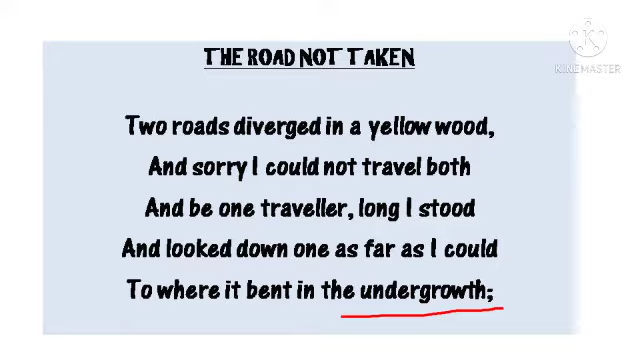 KINEMASTER
THE ROAD NOT TAKEN
Two roads diverged in a yellow wood,
And sorry I could not travel both
And be one traveller, long I stood
And looked down one as far as I could
To where it bent in the undergrowth;